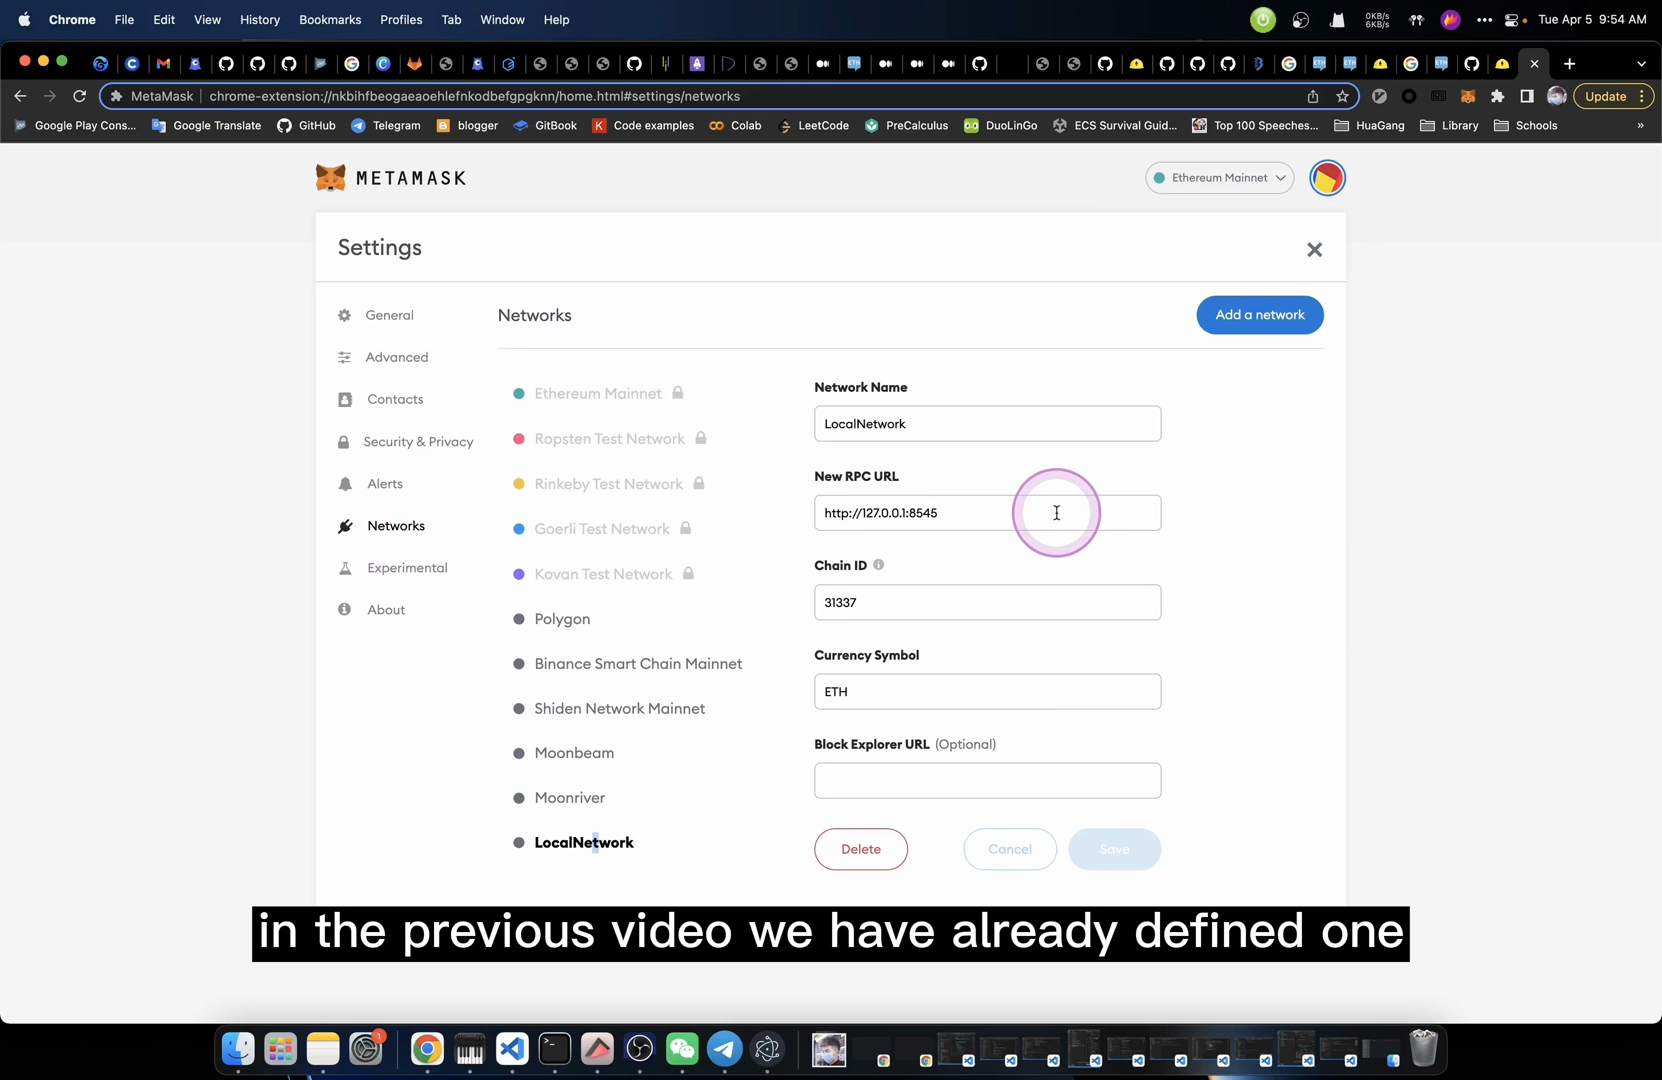 Chrome File Edit View History Bookmarks Profiles Tab Window Help
0KB/s
6KB/s
Tue Apr 5 9:54 AM
MetaMask chrome-extension://nkbihfbeogaeaoehlefnkodbefgpgknn/home.html#settings/networks
Update
Google Play Cons... Google Translate GitHub Telegram blogger GitBook Code examples Colab LeetCode PreCalculus DuoLinGo ECS Survival Guid... Top 100 Speeches... HuaGang Library Schools »
METAMASK
Ethereum Mainnet
Settings
General
Advanced
Contacts
Security & Privacy
Alerts
Networks
Experimental
About
Networks
Add a network
Ethereum Mainnet
Ropsten Test Network
Rinkeby Test Network
Goerli Test Network
Kovan Test Network
Polygon
Binance Smart Chain Mainnet
Shiden Network Mainnet
Moonbeam
Moonriver
LocalNetwork
Network Name
LocalNetwork
New RPC URL
http://127.0.0.1:8545
Chain ID
31337
Currency Symbol
ETH
Block Explorer URL (Optional)
Delete Cancel Save
in the previous video we have already defined one
1